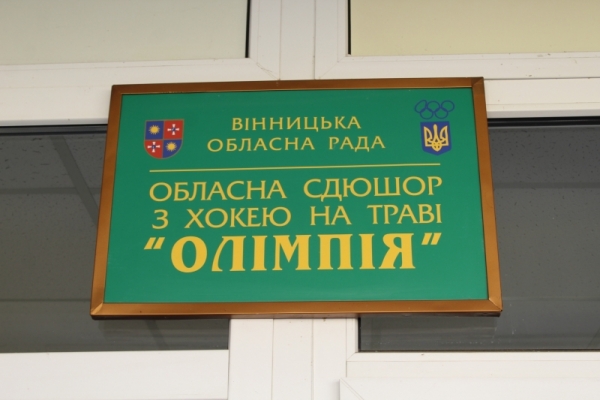 ВІННИЦЬКА
ОБЛАСНА РАДА
ОБЛАСНА СДЮШОР
З ХОКЕЮ НА ТРАВІ
"ОЛІМПІЯ"